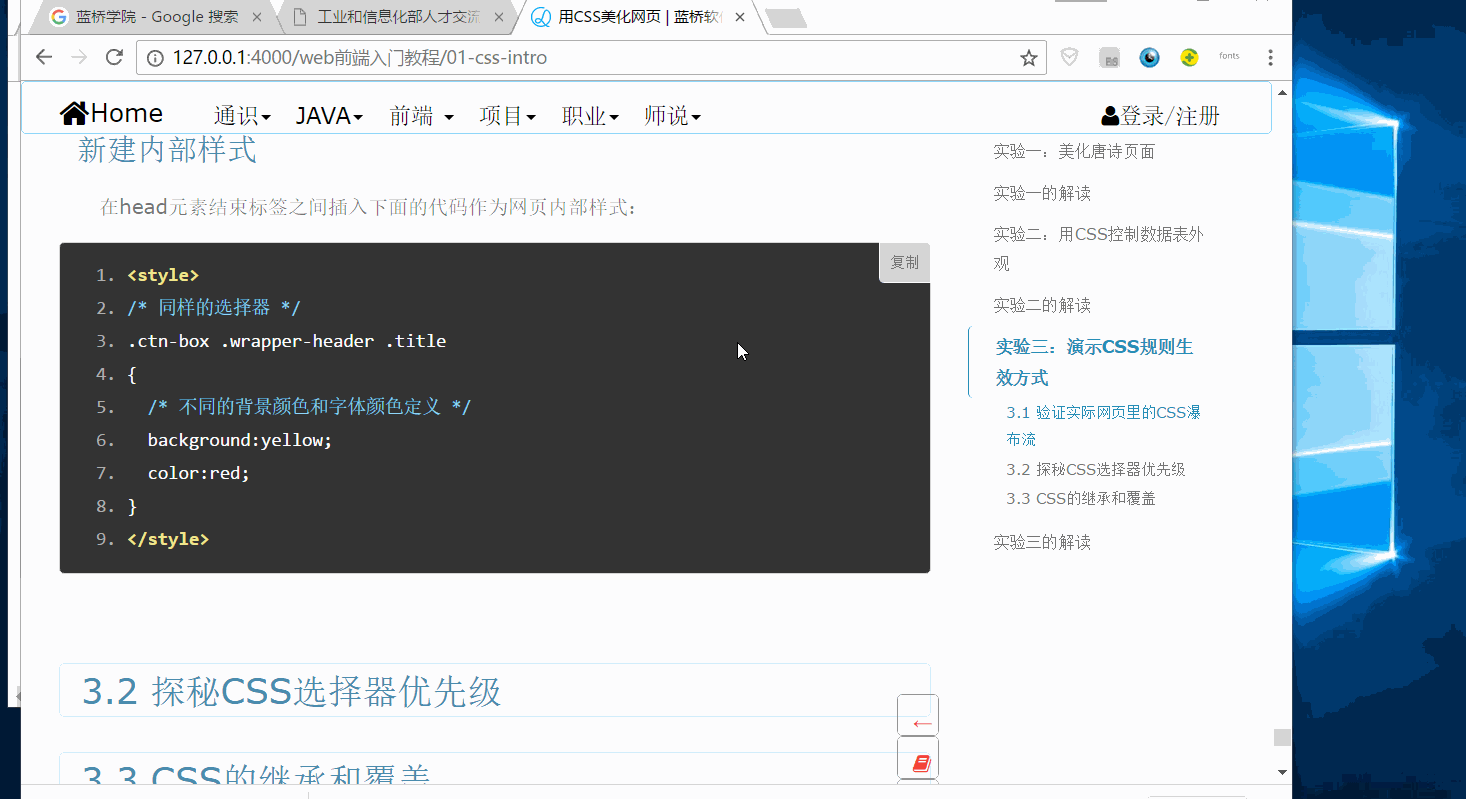 蓝桥学院 - Google 搜索
工业和信息化部人才交流
用CSS美化网页 | 蓝桥软
127.0.0.1:4000/web前端入门教程/01-css-intro
fonts
Home 通识 JAVA 前端 项目 职业 师说 登录/注册
新建内部样式
在head元素结束标签之间插入下面的代码作为网页内部样式：
复制
1. <style>
2. /* 同样的选择器 */
3. .ctn-box .wrapper-header .title
4. {
5. /* 不同的背景颜色和字体颜色定义 */
6. background:yellow;
7. color:red;
8. }
9. </style>
3.2 探秘CSS选择器优先级
3.3 CSS的继承和覆盖
实验一：美化唐诗页面
实验一的解读
实验二：用CSS控制数据表外
观
实验二的解读
实验三：演示CSS规则生
效方式
3.1 验证实际网页里的CSS瀑
布流
3.2 探秘CSS选择器优先级
3.3 CSS的继承和覆盖
实验三的解读